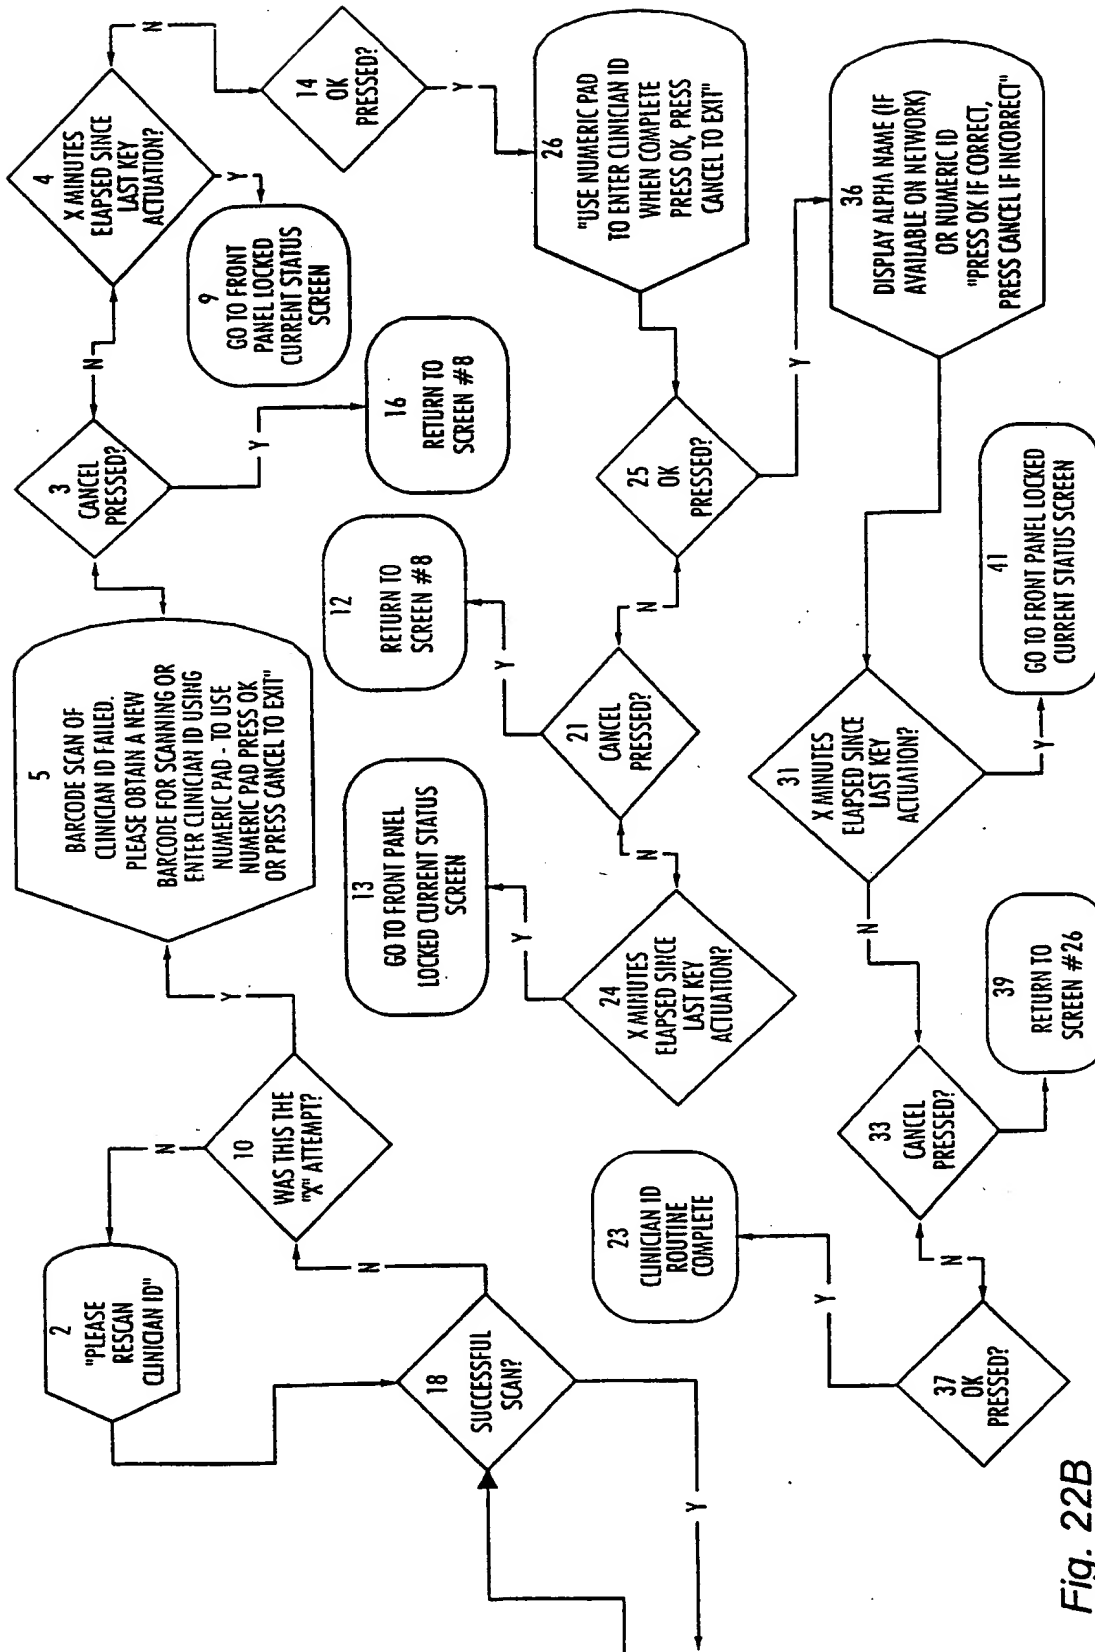 2
"PLEASE
RESCAN
CLINICIAN ID"
N
10
WAS THIS THE
"X" ATTEMPT?
Y
5
BARCODE SCAN OF
CLINICIAN ID FAILED.
PLEASE OBTAIN A NEW
BARCODE FOR SCANNING OR
ENTER CLINICIAN ID USING
NUMERIC PAD - TO USE
NUMERIC PAD PRESS OK
OR PRESS CANCEL TO EXIT"
3
CANCEL
PRESSED?
N
4
X MINUTES
ELAPSED SINCE
LAST KEY
ACTUATION?
N
Y
9
GO TO FRONT
PANEL LOCKED
CURRENT STATUS
SCREEN
Y
16
RETURN TO
SCREEN #8
14
OK
PRESSED?
Y
18
SUCCESSFUL
SCAN?
N
Y
13
GO TO FRONT PANEL
LOCKED CURRENT STATUS
SCREEN
Y
12
RETURN TO
SCREEN #8
Y
24
X MINUTES
ELAPSED SINCE
LAST KEY
ACTUATION?
N
21
CANCEL
PRESSED?
N
25
OK
PRESSED?
Y
26
"USE NUMERIC PAD
TO ENTER CLINICIAN ID
WHEN COMPLETE
PRESS OK, PRESS
CANCEL TO EXIT"
23
CLINICIAN ID
ROUTINE
COMPLETE
Y
37
OK
PRESSED?
N
33
CANCEL
PRESSED?
N
31
X MINUTES
ELAPSED SINCE
LAST KEY
ACTUATION?
Y
36
DISPLAY ALPHA NAME (IF
AVAILABLE ON NETWORK)
OR NUMERIC ID
"PRESS OK IF CORRECT,
PRESS CANCEL IF INCORRECT"
39
RETURN TO
SCREEN #26
41
GO TO FRONT PANEL LOCKED
CURRENT STATUS SCREEN
Fig. 22B